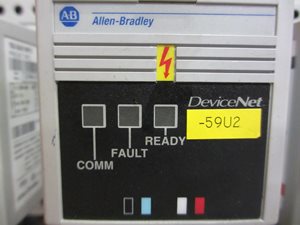 AB
Allen-Bradley
DeviceNet
-59U2
READY
FAULT
COMM